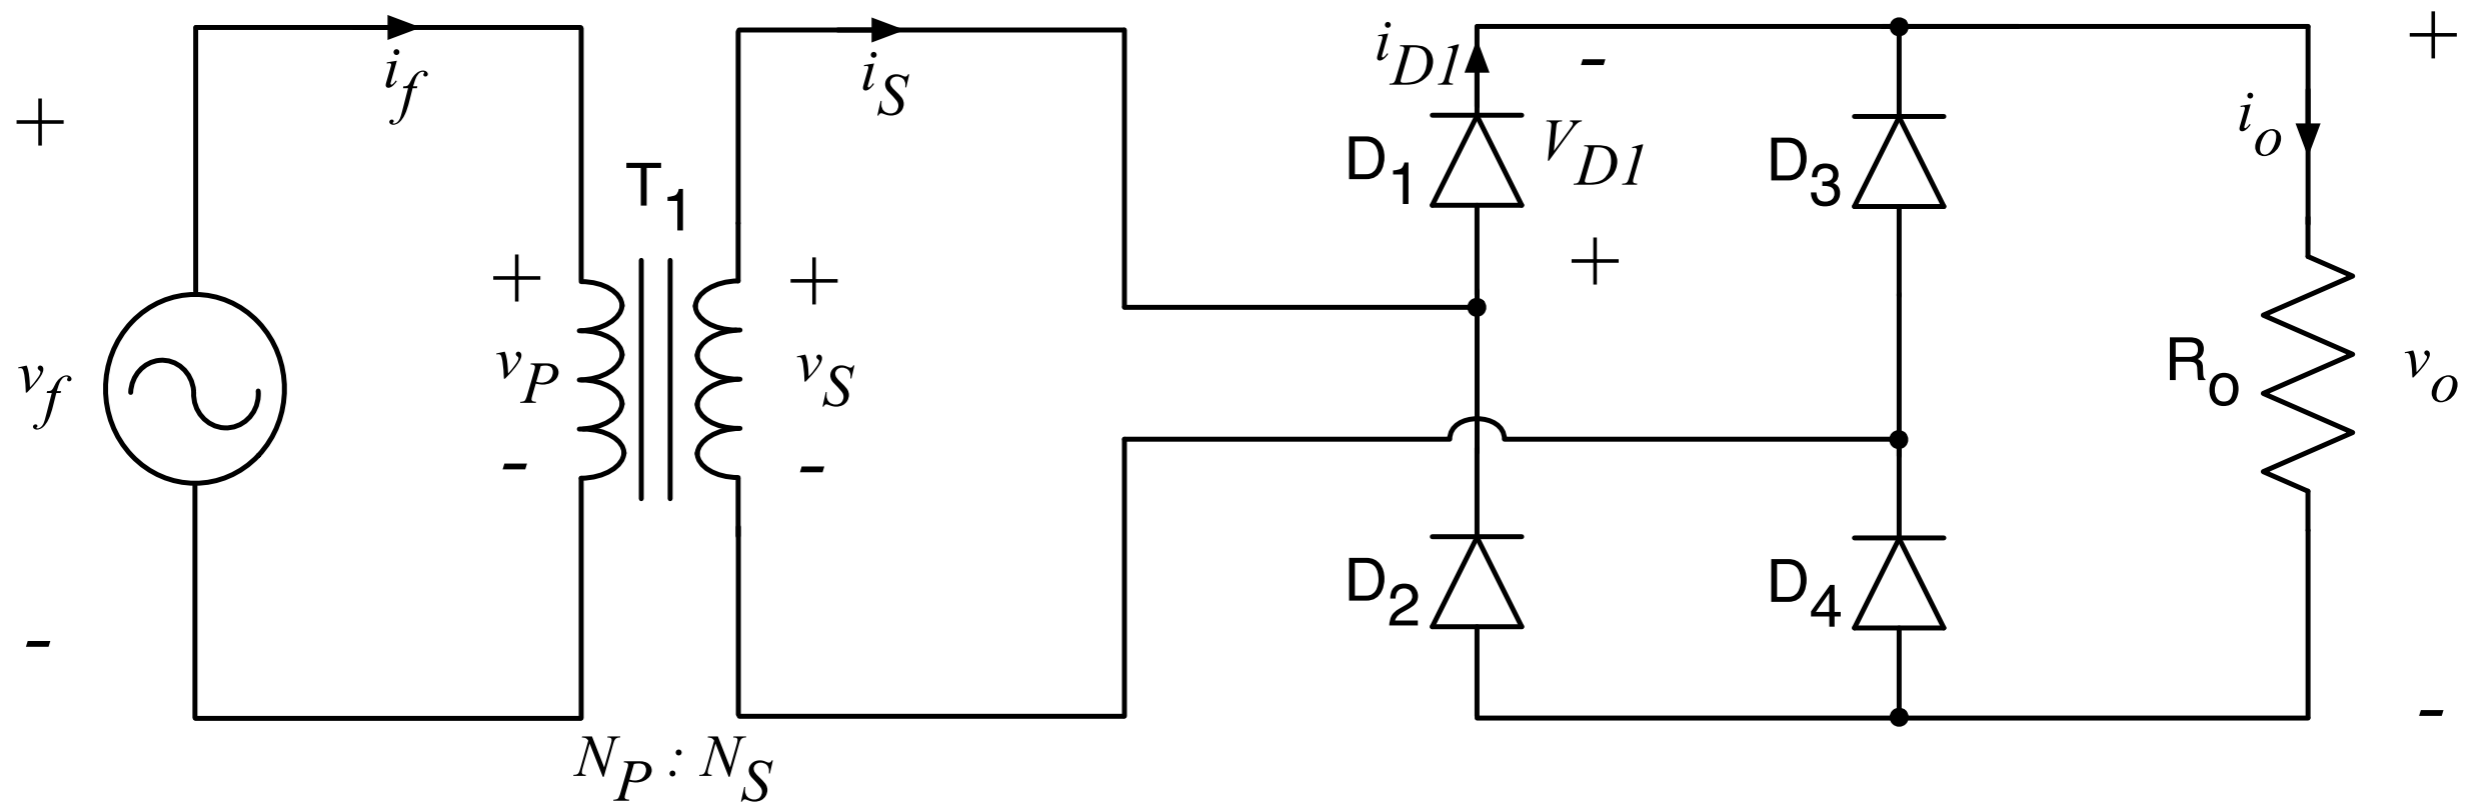 +
v_f
-
i_f
T_1
+
v_P
-
N_P : N_S
i_S
+
v_S
-
i_D1
D_1
-
V_D1
+
D_2
D_3
D_4
i_o
R_o
+
v_o
-